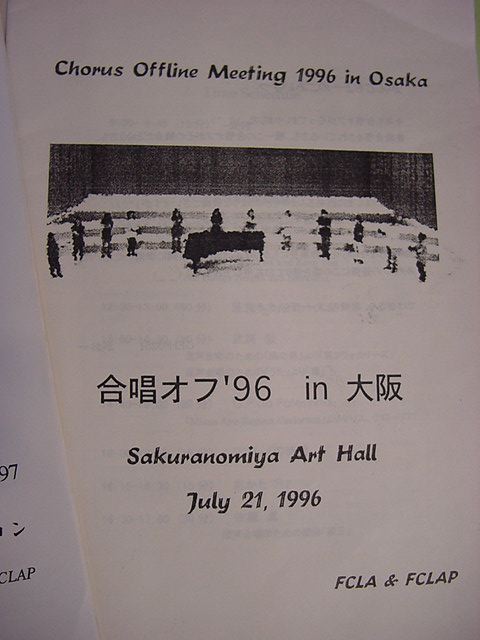 Chorus Offline Meeting 1996 in Osaka
合唱オフ'96 in 大阪
Sakuranomiya Art Hall
July 21, 1996
FCLA & FCLAP
97
ョン
CLAP